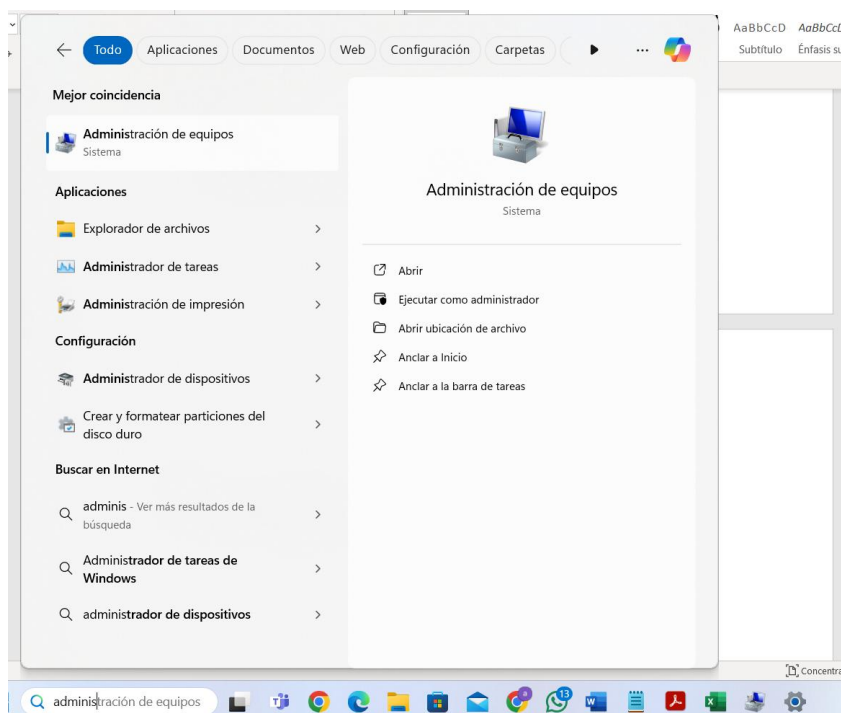 AaBbCcD AaBbCcD
Subtítulo Énfasis su
Todo Aplicaciones Documentos Web Configuración Carpetas ...
Mejor coincidencia
Administración de equipos
Sistema
Aplicaciones
Explorador de archivos
Administrador de tareas
Administración de impresión
Configuración
Administrador de dispositivos
Crear y formatear particiones del
disco duro
Buscar en Internet
adminis - Ver más resultados de la
búsqueda
Administrador de tareas de
Windows
administrador de dispositivos
Administración de equipos
Sistema
Abrir
Ejecutar como administrador
Abrir ubicación de archivo
Anclar a Inicio
Anclar a la barra de tareas
Concentra
administración de equipos
13